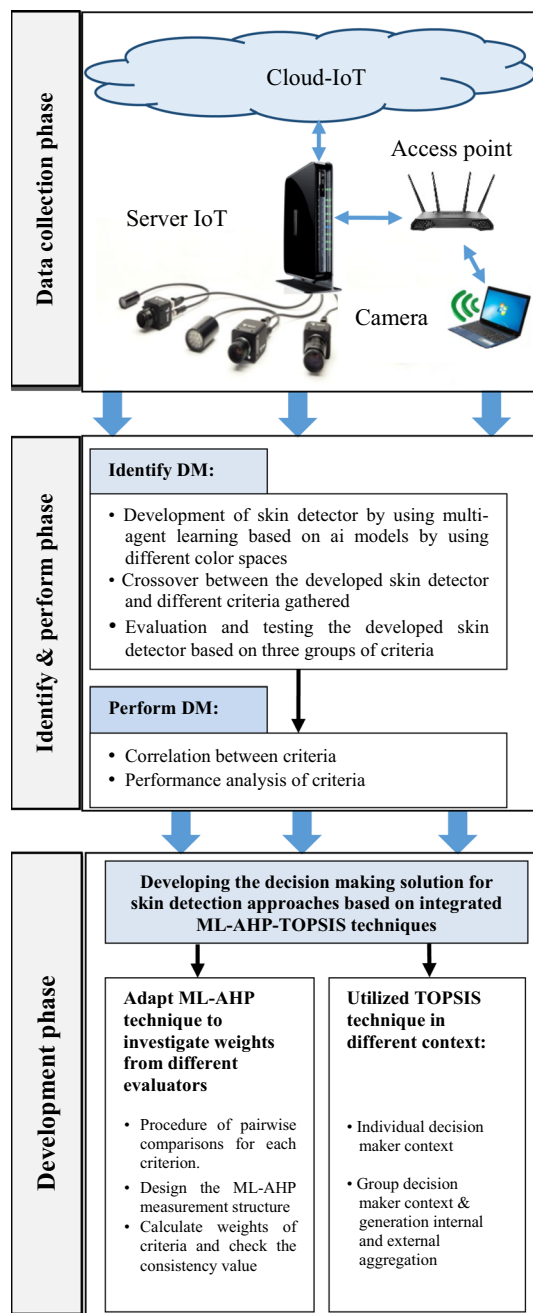 Data collection phase
Cloud-IoT
Access point
Server IoT
Camera
Identify & perform phase
Identify DM:
• Development of skin detector by using multi-
agent learning based on ai models by using
different color spaces
• Crossover between the developed skin detector
and different criteria gathered
• Evaluation and testing the developed skin
detector based on three groups of criteria
Perform DM:
• Correlation between criteria
• Performance analysis of criteria
Development phase
Developing the decision making solution for
skin detection approaches based on integrated
ML-AHP-TOPSIS techniques
Adapt ML-AHP
technique to
investigate weights
from different
evaluators
• Procedure of pairwise
comparisons for each
criterion.
• Design the ML-AHP
measurement structure
• Calculate weights of
criteria and check the
consistency value
Utilized TOPSIS
technique in
different context:
• Individual decision
maker context
• Group decision
maker context &
generation internal
and external
aggregation